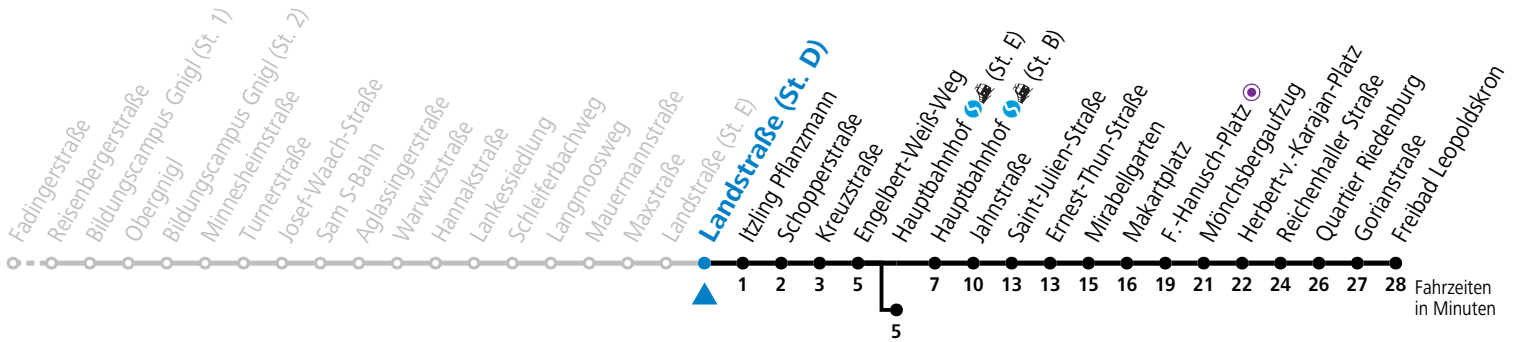 Fadingerstraße
Reisenbergerstraße
Bildungscampus Gnigl (St. 1)
Obergnigl
Bildungscampus Gnigl (St. 2)
Minnesheimstraße
Turnerstraße
Josef-Waach-Straße
Sam S-Bahn
Aglassingerstraße
Warwitzstraße
Hannakstraße
Lankessiedlung
Schleiferbachweg
Langmoosweg
Mauermannstraße
Maxstraße
Landstraße (St. E)
Landstraße (St. D)
Itzling Pflanzmann
Schopperstraße
Kreuzstraße
Engelbert-Weiß-Weg
Hauptbahnhof (St. E)
Hauptbahnhof (St. B)
Jahnstraße
Saint-Julien-Straße
Ernest-Thun-Straße
Mirabellgarten
Makartplatz
F.-Hanusch-Platz
Mönchsbergaufzug
Herbert-v.-Karajan-Platz
Reichenhaller Straße
Quartier Riedenburg
Gorianstraße
Freibad Leopoldskron
1 2 3 5 7 10 13 13 15 16 19 21 22 24 26 27 28
5
Fahrzeiten
in Minuten